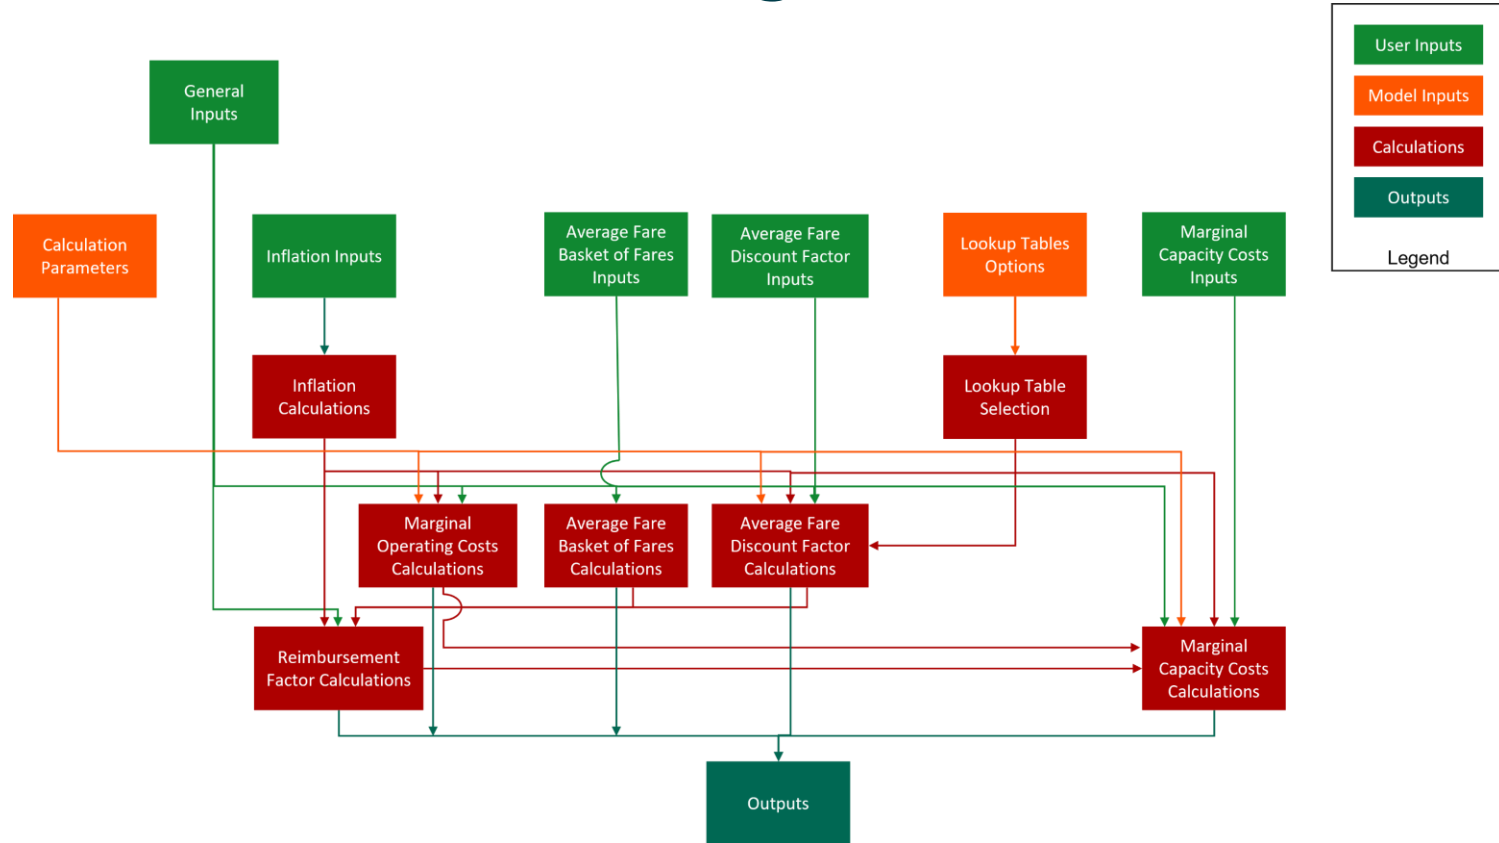 User Inputs
Model Inputs
Calculations
Outputs
Legend
General
Inputs
Calculation
Parameters
Inflation Inputs
Average Fare
Basket of Fares
Inputs
Average Fare
Discount Factor
Inputs
Lookup Tables
Options
Marginal
Capacity Costs
Inputs
Inflation
Calculations
Lookup Table
Selection
Marginal
Operating Costs
Calculations
Average Fare
Basket of Fares
Calculations
Average Fare
Discount Factor
Calculations
Reimbursement
Factor Calculations
Marginal
Capacity Costs
Calculations
Outputs